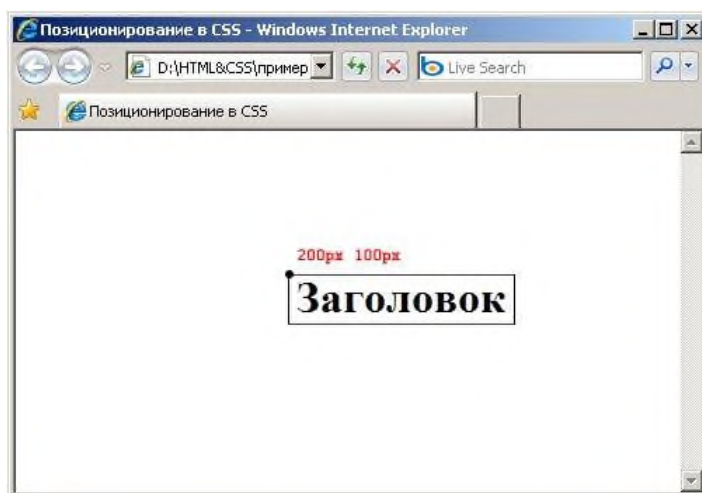 Позиционирование в CSS - Windows Internet Explorer
D:\HTML&CSS\пример
Live Search
Позиционирование в CSS
200px 100px
Заголовок